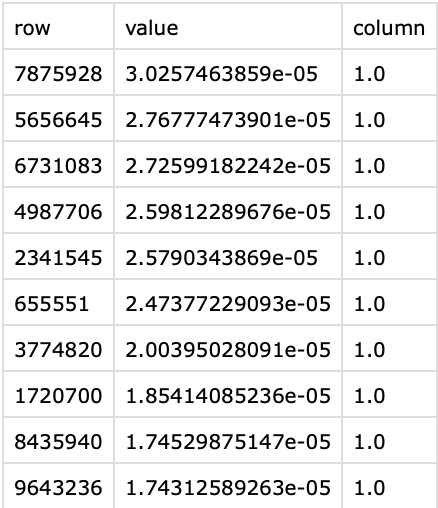 row value column
7875928 3.0257463859e-05 1.0
5656645 2.76777473901e-05 1.0
6731083 2.72599182242e-05 1.0
4987706 2.59812289676e-05 1.0
2341545 2.5790343869e-05 1.0
655551 2.47377229093e-05 1.0
3774820 2.00395028091e-05 1.0
1720700 1.85414085236e-05 1.0
8435940 1.74529875147e-05 1.0
9643236 1.74312589263e-05 1.0